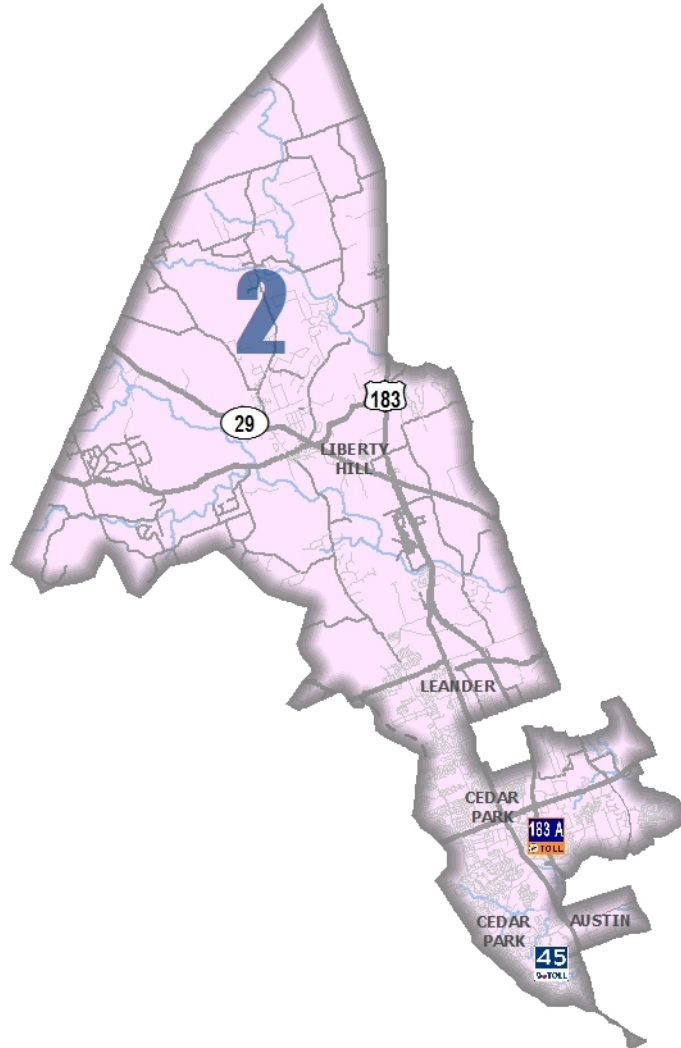 2
183
29
LIBERTY
HILL
LEANDER
CEDAR
PARK
183 A
TOLL
CEDAR
PARK
AUSTIN
45
TOLL